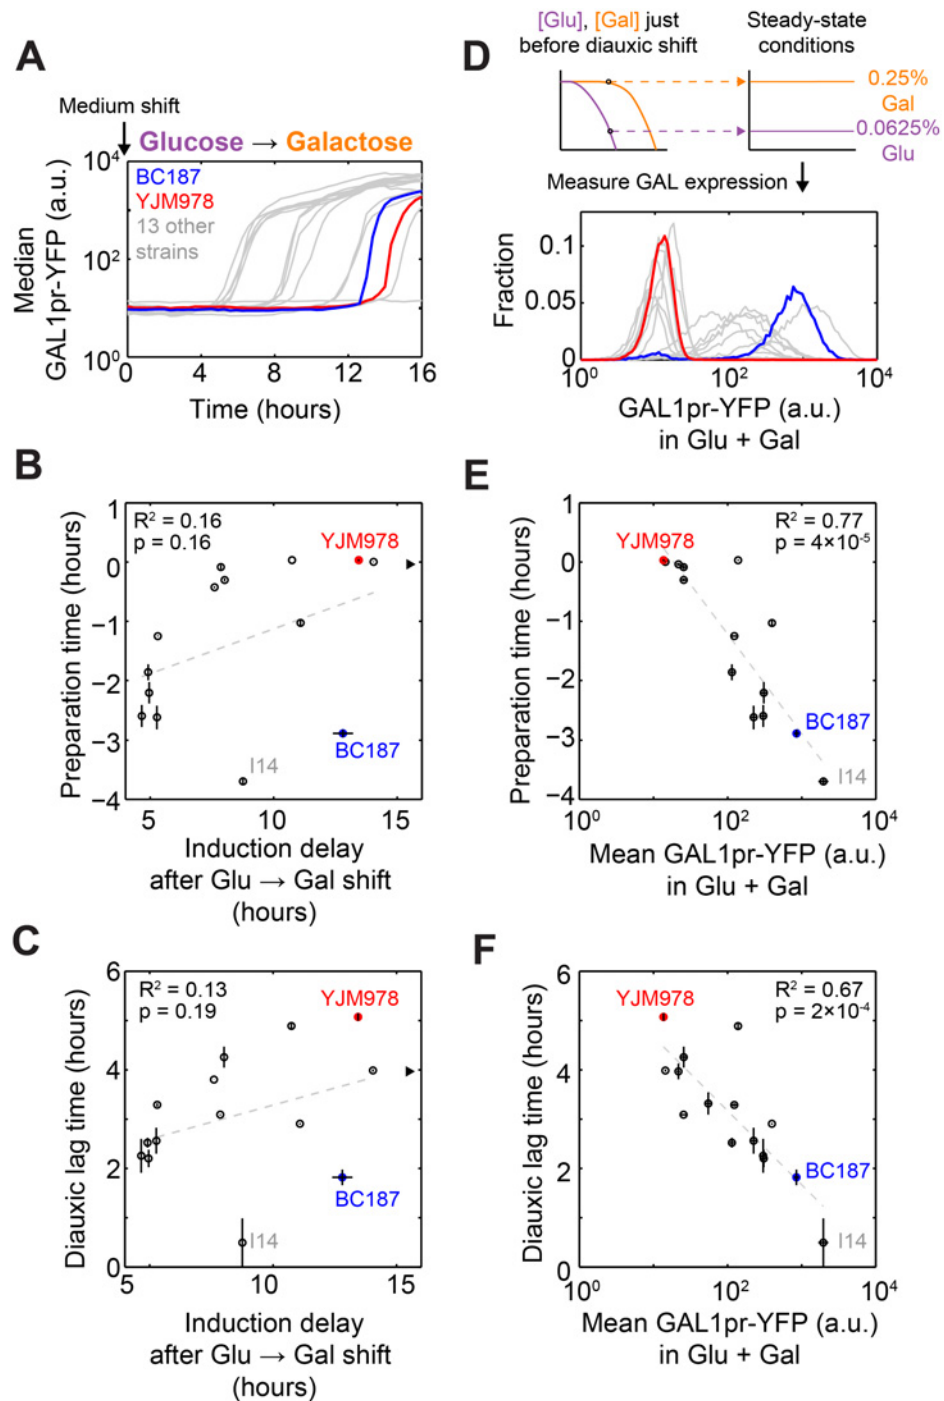 A
Medium shift
Glucose → Galactose
10⁴
10²
10⁰
Median
GAL1pr-YFP (a.u.)
BC187
YJM978
13 other
strains
0 4 8 12 16
Time (hours)
B
1
0
−1
−2
−3
−4
Preparation time (hours)
R² = 0.16
p = 0.16
YJM978
BC187
I14
5 10 15
Induction delay
after Glu → Gal shift
(hours)
C
6
4
2
0
Diauxic lag time (hours)
R² = 0.13
p = 0.19
YJM978
BC187
I14
5 10 15
Induction delay
after Glu → Gal shift
(hours)
D
[Glu], [Gal] just
before diauxic shift
Steady-state
conditions
0.25%
Gal
0.0625%
Glu
Measure GAL expression
0.1
0.05
0
Fraction
10⁰ 10² 10⁴
GAL1pr-YFP (a.u.)
in Glu + Gal
E
1
0
−1
−2
−3
−4
Preparation time (hours)
R² = 0.77
p = 4×10⁻⁵
YJM978
BC187
I14
10⁰ 10² 10⁴
Mean GAL1pr-YFP (a.u.)
in Glu + Gal
F
6
4
2
0
Diauxic lag time (hours)
R² = 0.67
p = 2×10⁻⁴
YJM978
BC187
I14
10⁰ 10² 10⁴
Mean GAL1pr-YFP (a.u.)
in Glu + Gal